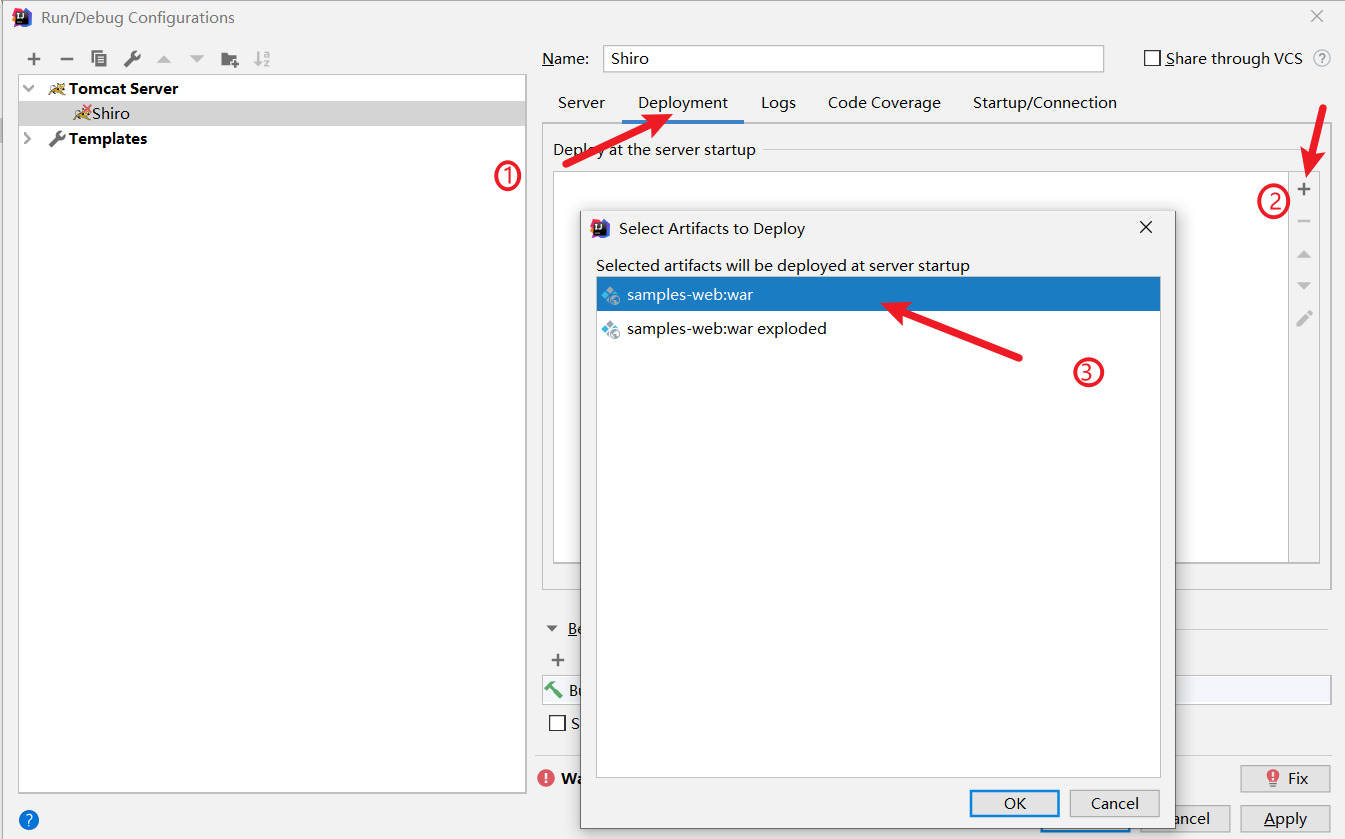 Run/Debug Configurations
Name:
Shiro
Share through VCS
?
Tomcat Server
Shiro
Templates
Server
Deployment
Logs
Code Coverage
Startup/Connection
Deploy at the server startup
①
②
Select Artifacts to Deploy
Selected artifacts will be deployed at server startup
samples-web:war
samples-web:war exploded
③
Be
Bu
S
Wa
Fix
OK
Cancel
ancel
Apply
?